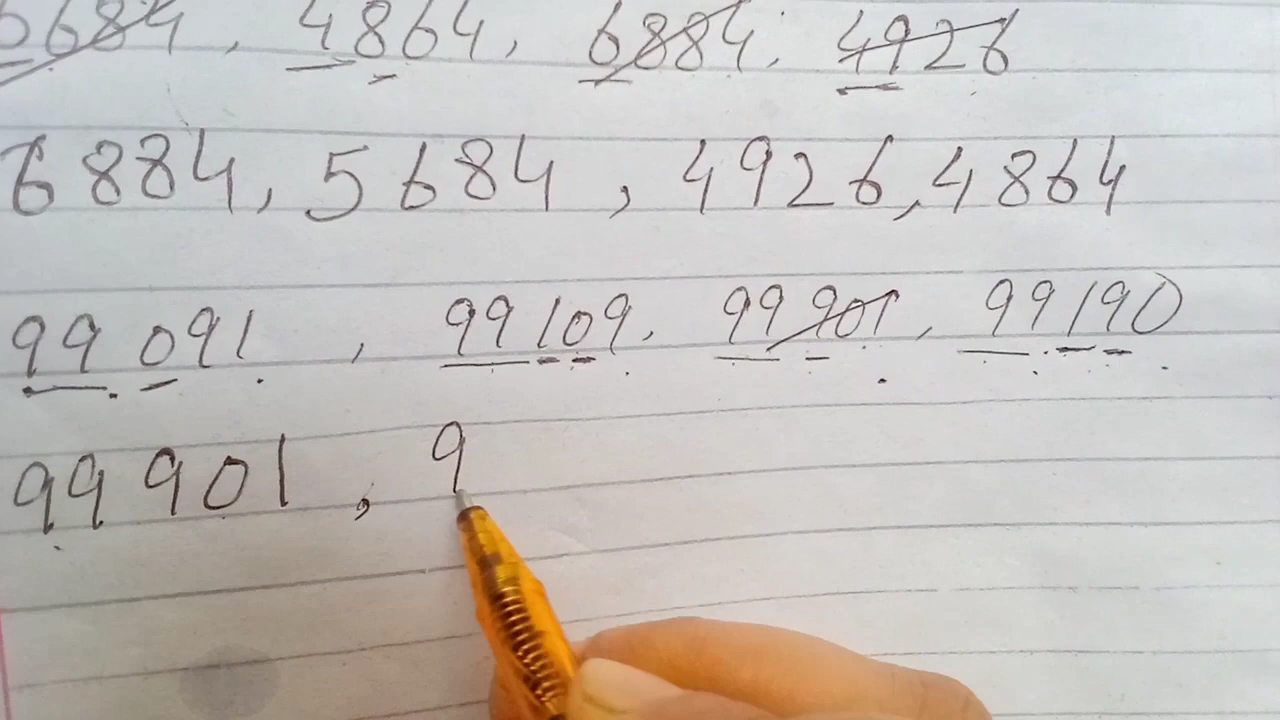 5684, 4864, 6884, 4926
6884, 5684, 4926, 4864
99091, 99109, 99901, 99190
99901, 9